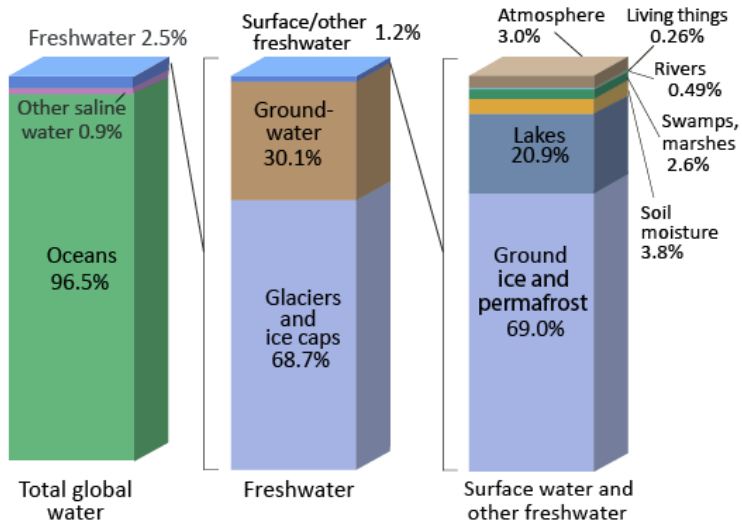 Freshwater 2.5%
Other saline
water 0.9%
Oceans
96.5%
Total global
water
Surface/other
freshwater 1.2%
Ground-
water
30.1%
Glaciers
and
ice caps
68.7%
Freshwater
Atmosphere
3.0%
Living things
0.26%
Rivers
0.49%
Swamps,
marshes
2.6%
Soil
moisture
3.8%
Lakes
20.9%
Ground
ice and
permafrost
69.0%
Surface water and
other freshwater